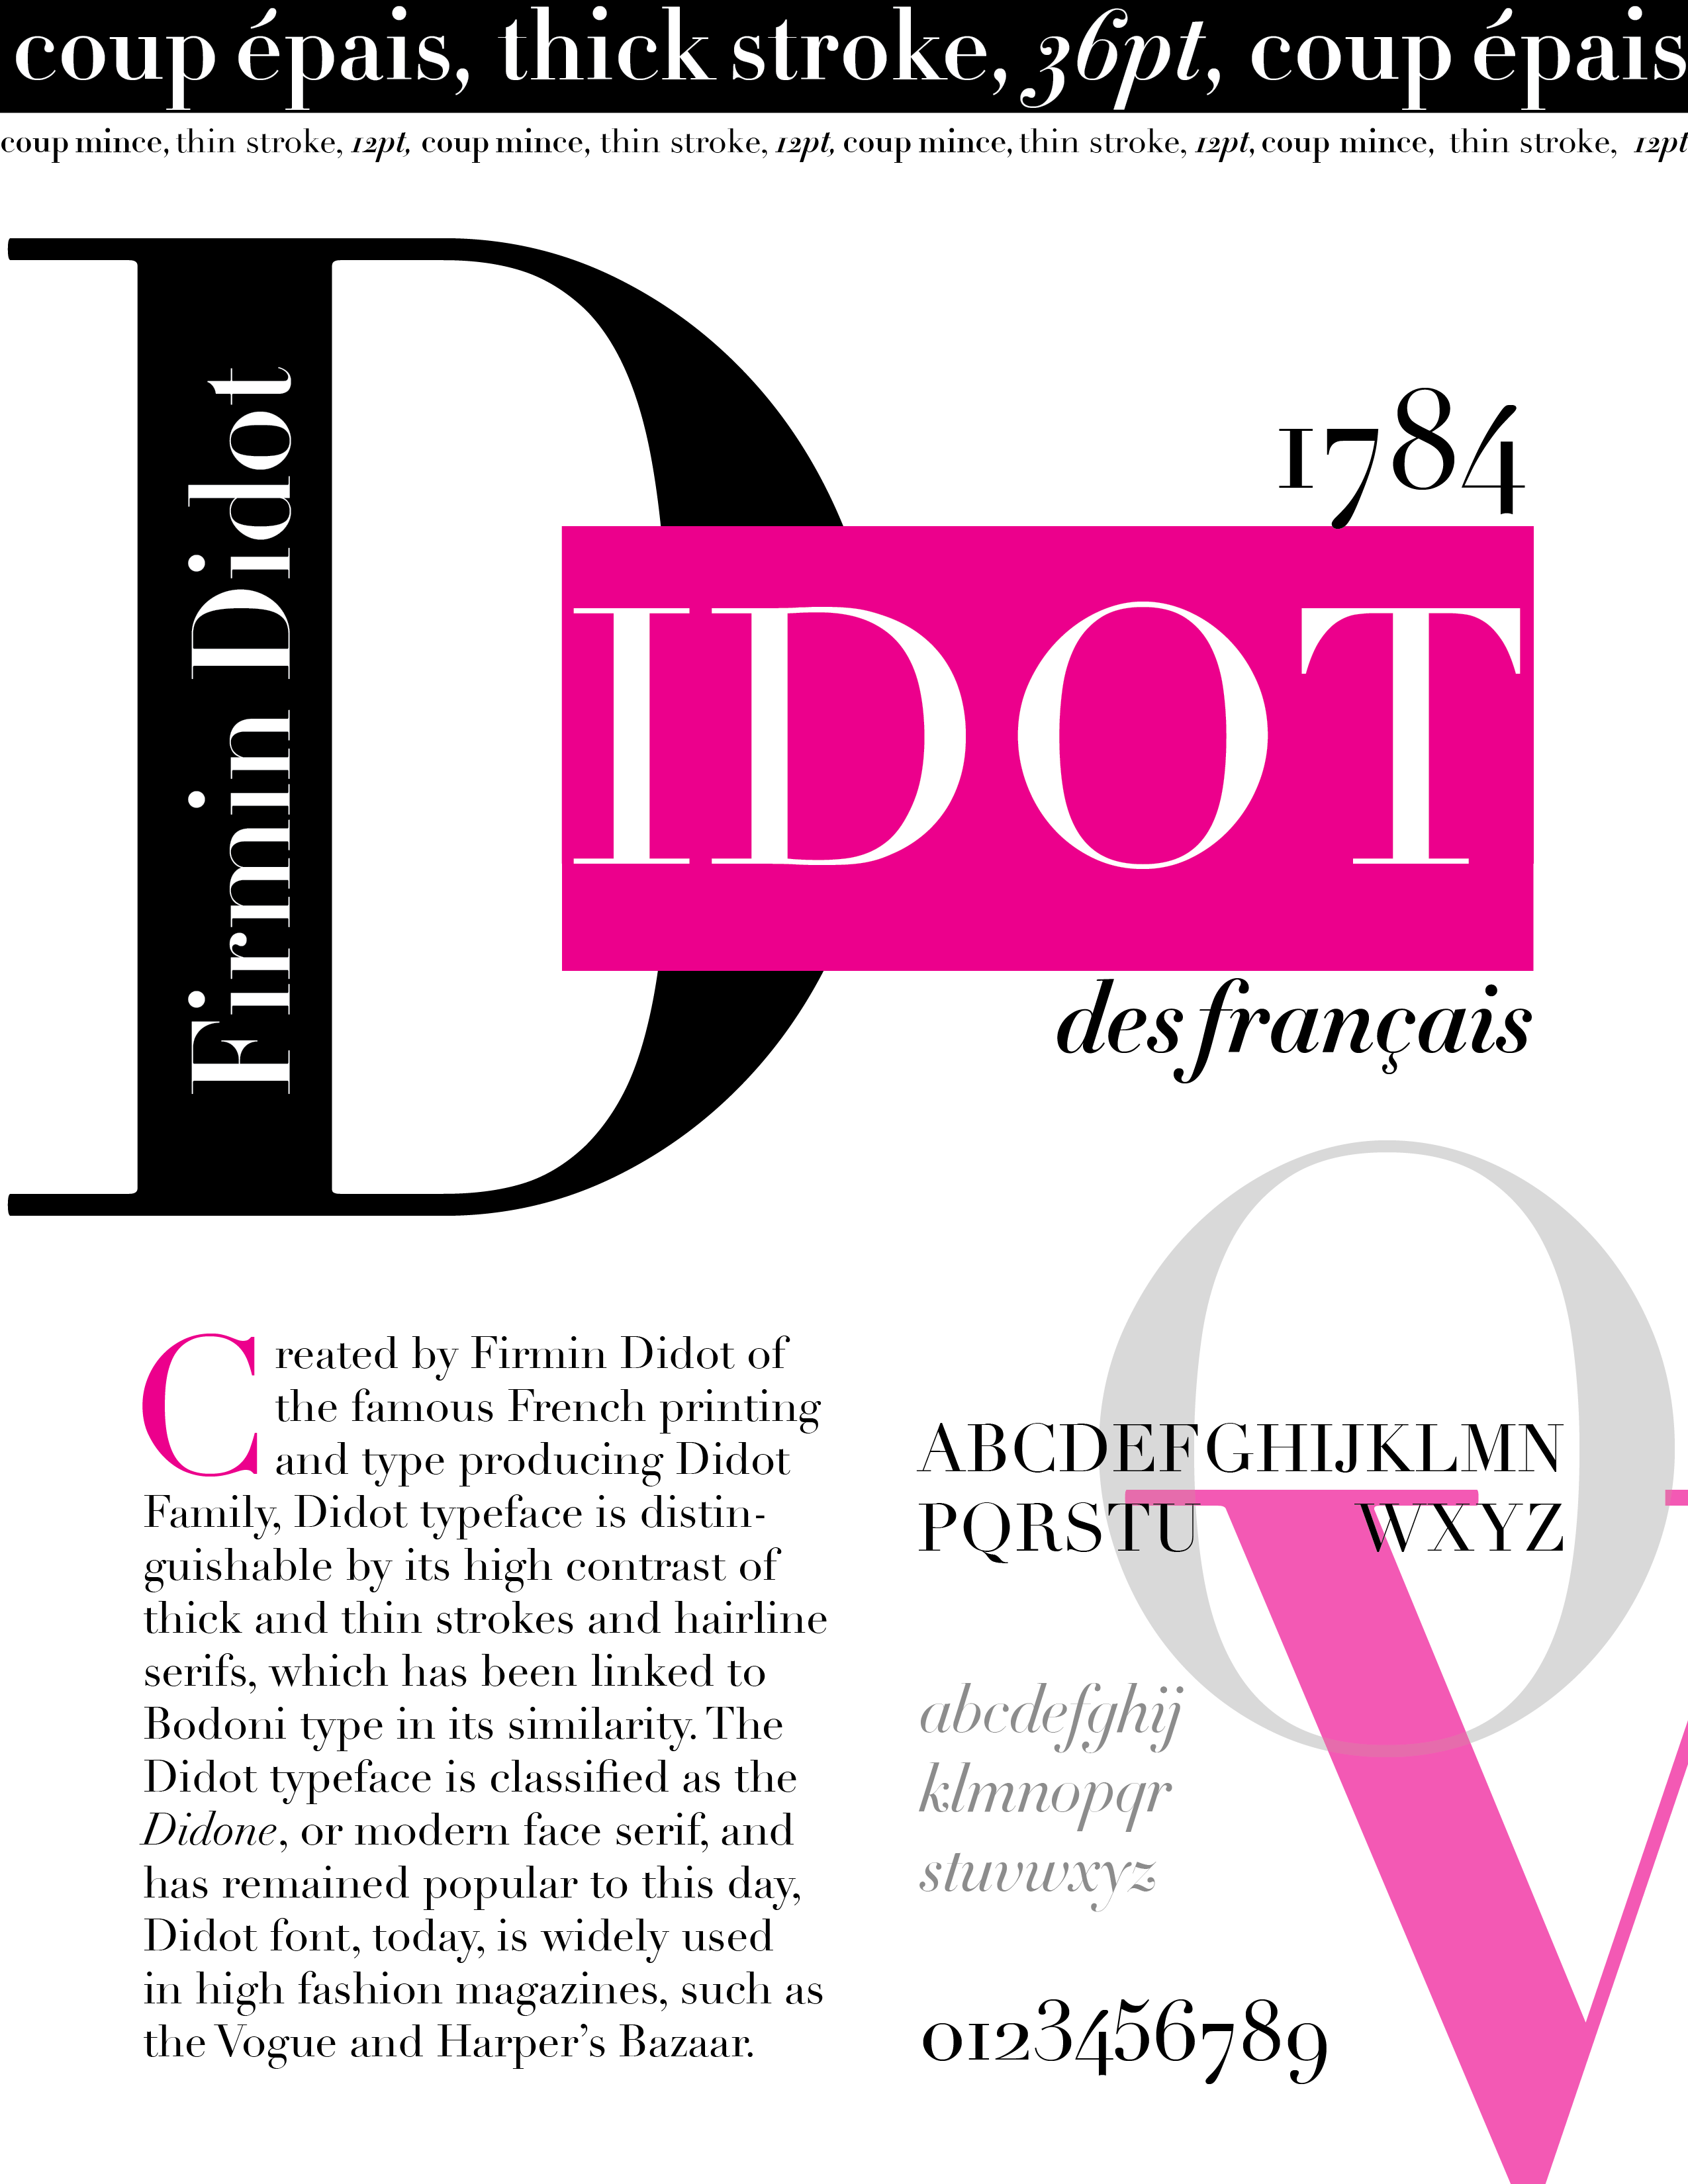 coup épais, thick stroke, 36pt, coup épais
coup mince, thin stroke, 12pt, coup mince, thin stroke, 12pt, coup mince, thin stroke, 12pt, coup mince, thin stroke, 12pt
D
Firmin Didot
1784
IDOT
des français
Created by Firmin Didot of
the famous French printing
and type producing Didot
Family, Didot typeface is distin-
guishable by its high contrast of
thick and thin strokes and hairline
serifs, which has been linked to
Bodoni type in its similarity. The
Didot typeface is classified as the
Didone, or modern face serif, and
has remained popular to this day,
Didot font, today, is widely used
in high fashion magazines, such as
the Vogue and Harper’s Bazaar.
O
ABCDEFGHIJKLMN
PQRSTU WXYZ
V
abcdefghij
klmnopqr
stuvwxyz
0123456789